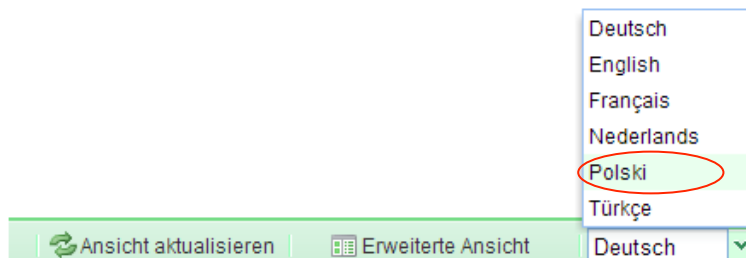 Deutsch
English
Français
Nederlands
Polski
Türkçe
Ansicht aktualisieren Erweiterte Ansicht Deutsch